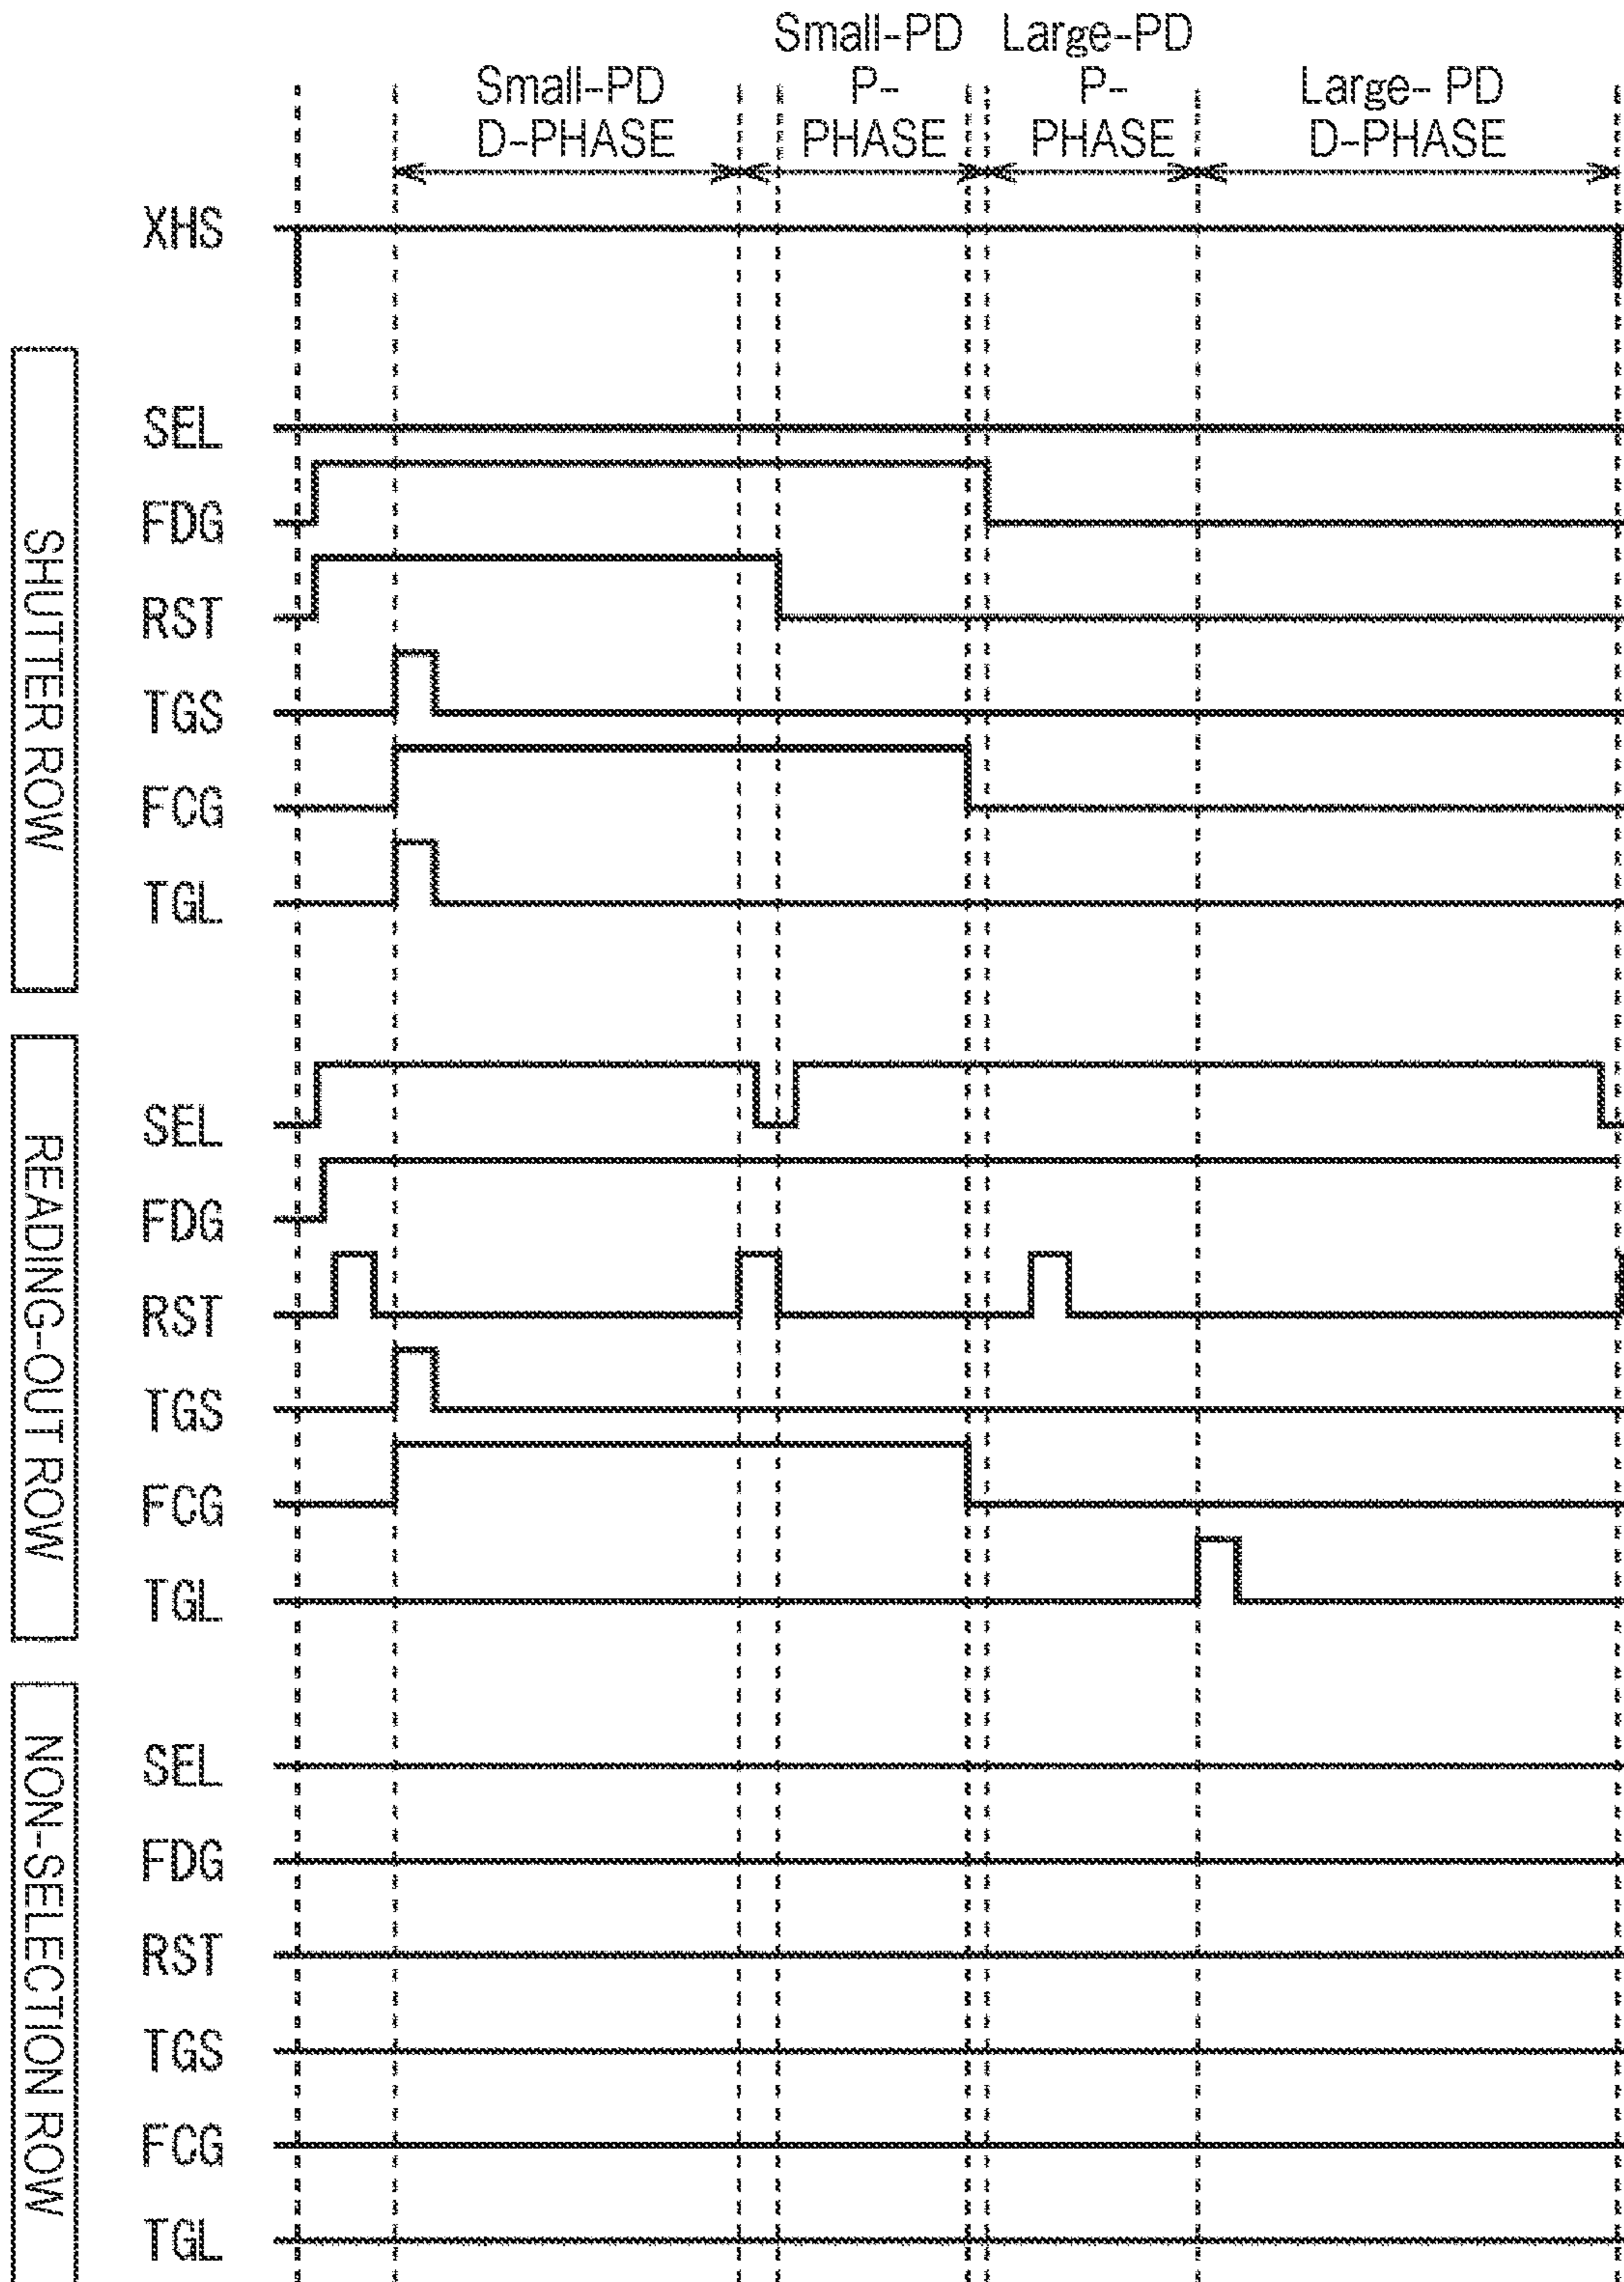 Small-PD Large-PD
Small-PD P- P- Large- PD
D-PHASE PHASE PHASE D-PHASE
XHS
SHUTTER ROW
SEL
FDG
RST
TGS
FCG
TGL
READING-OUT ROW
SEL
FDG
RST
TGS
FCG
TGL
NON-SELECTION ROW
SEL
FDG
RST
TGS
FCG
TGL